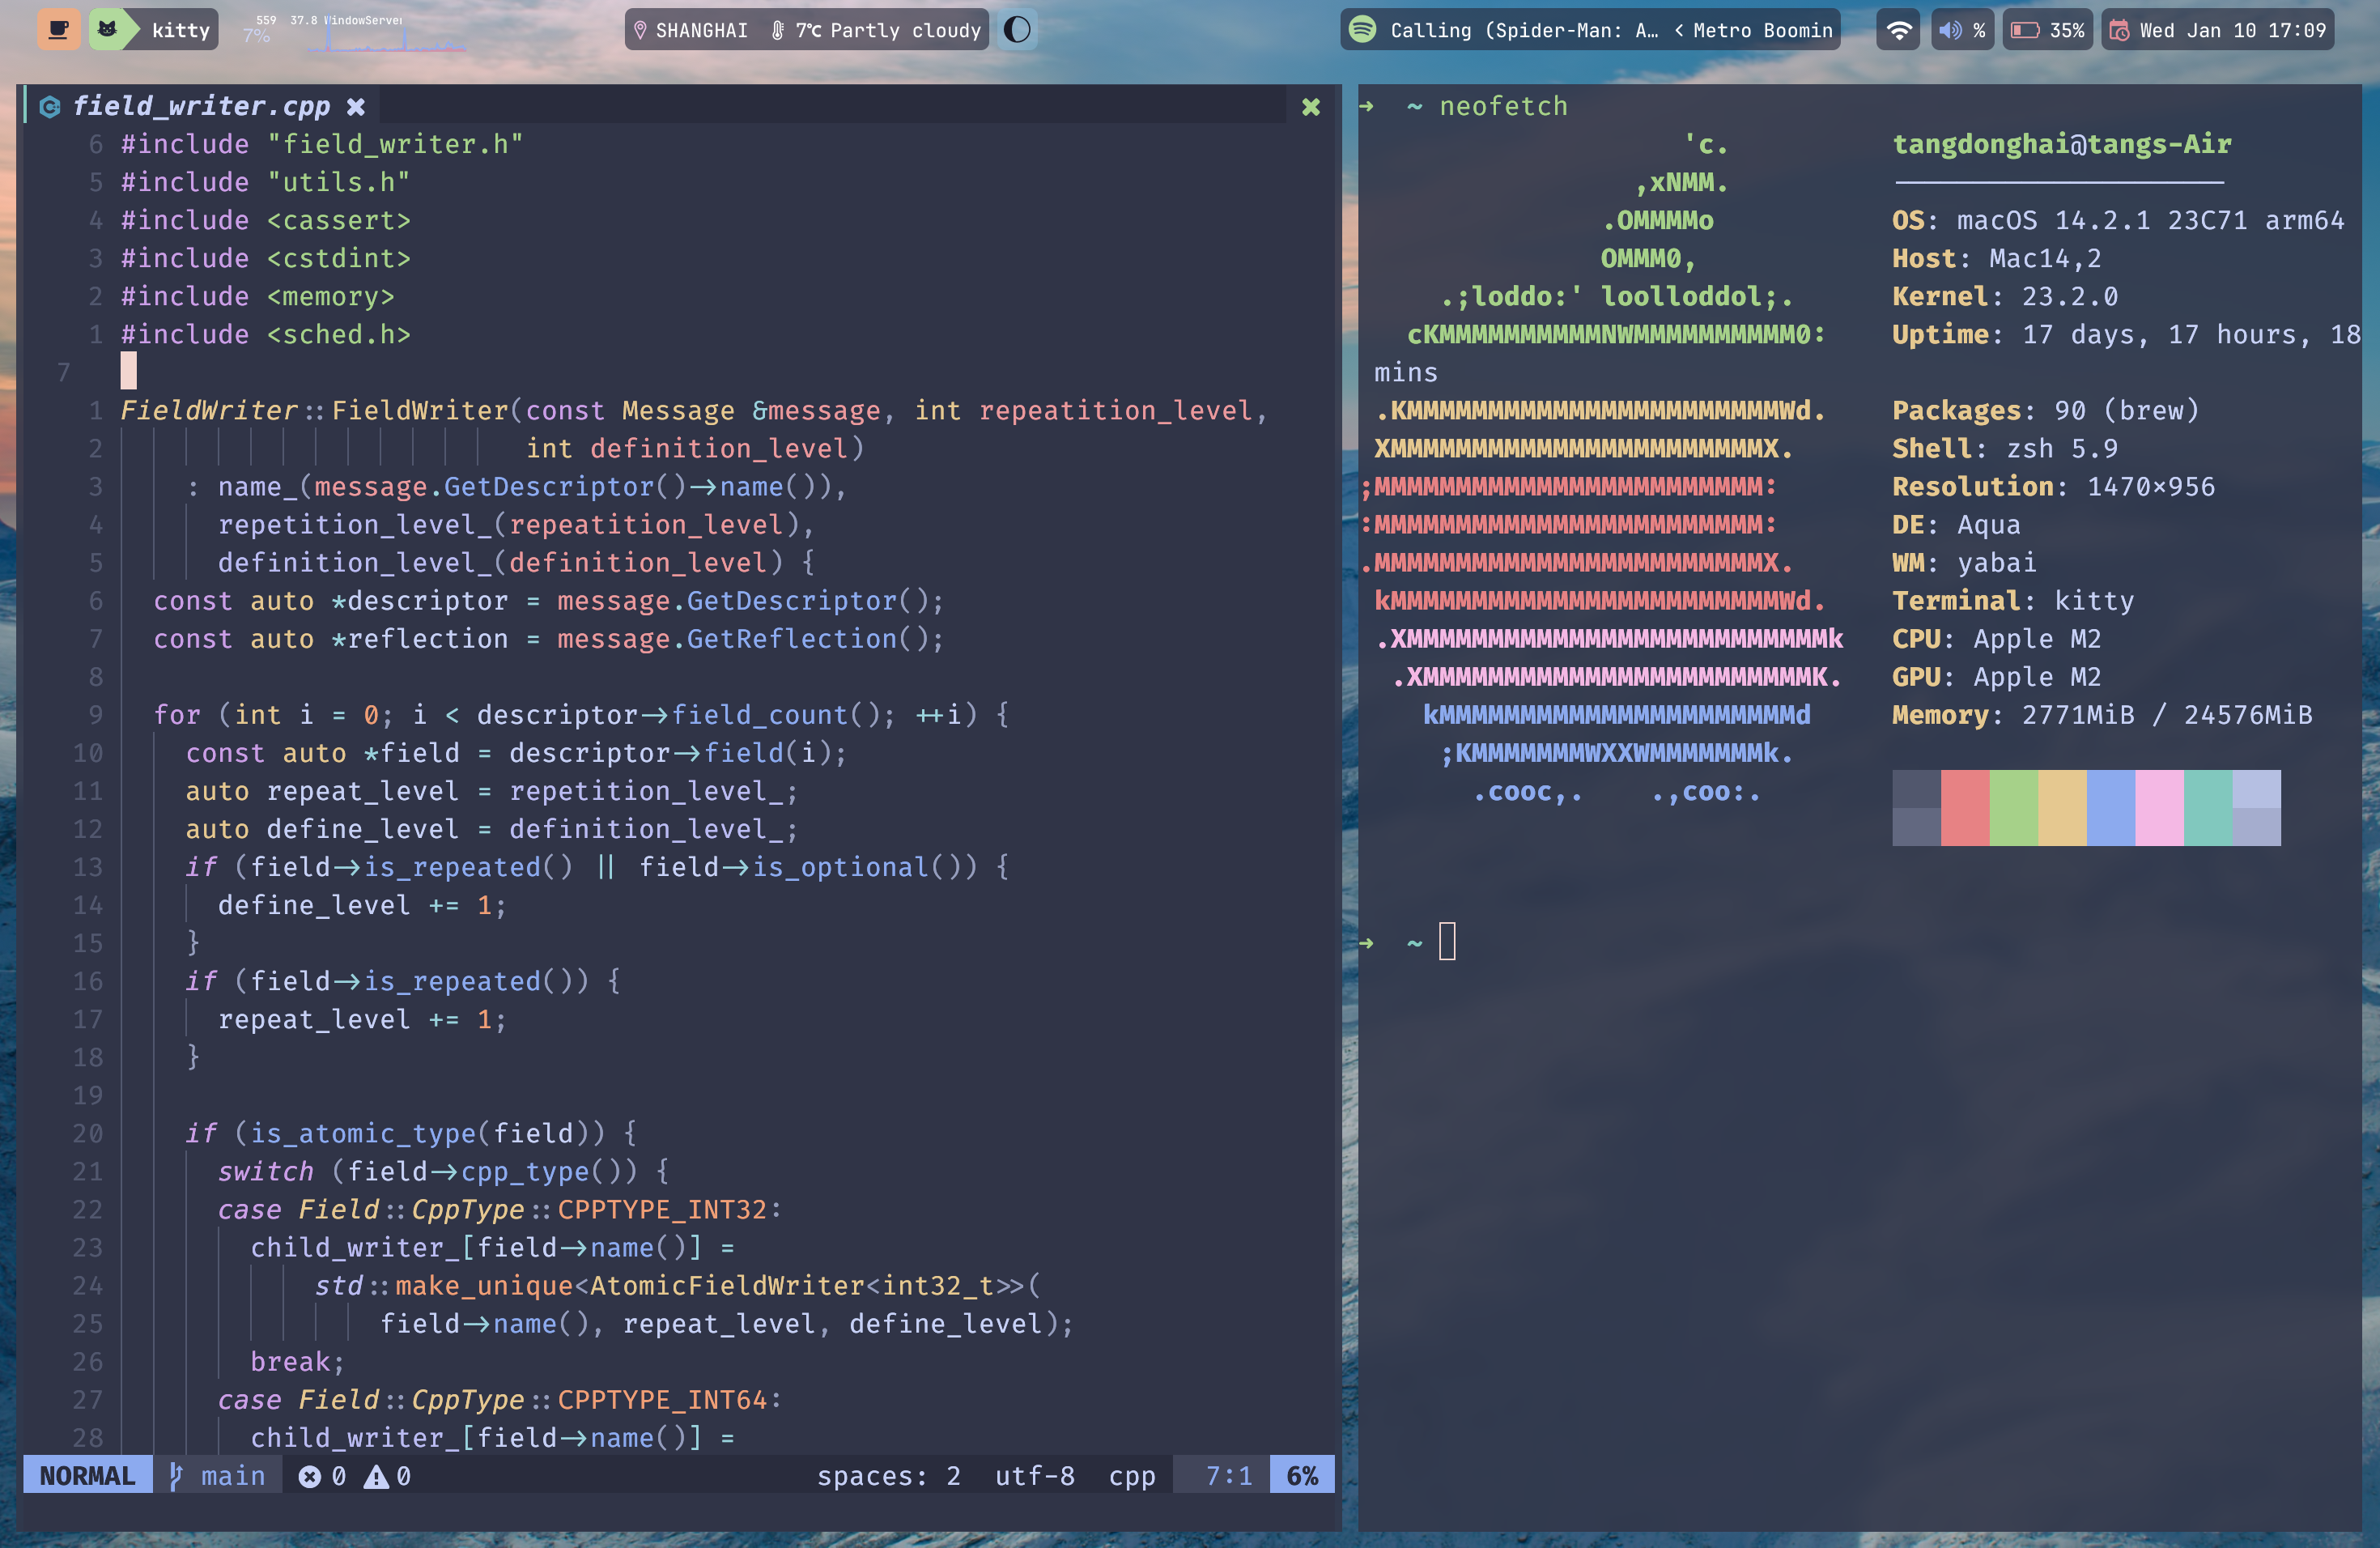 kitty
559 37.8 WindowServer
7%
SHANGHAI 7℃ Partly cloudy
Calling (Spider-Man: A… < Metro Boomin
%
35%
Wed Jan 10 17:09
field_writer.cpp
6 #include "field_writer.h"
5 #include "utils.h"
4 #include <cassert>
3 #include <cstdint>
2 #include <memory>
1 #include <sched.h>
7
1 FieldWriter::FieldWriter(const Message &message, int repeatition_level,
2 int definition_level)
3 : name_(message.GetDescriptor()->name()),
4 repetition_level_(repeatition_level),
5 definition_level_(definition_level) {
6 const auto *descriptor = message.GetDescriptor();
7 const auto *reflection = message.GetReflection();
8
9 for (int i = 0; i < descriptor->field_count(); ++i) {
10 const auto *field = descriptor->field(i);
11 auto repeat_level = repetition_level_;
12 auto define_level = definition_level_;
13 if (field->is_repeated() || field->is_optional()) {
14 define_level += 1;
15 }
16 if (field->is_repeated()) {
17 repeat_level += 1;
18 }
19
20 if (is_atomic_type(field)) {
21 switch (field->cpp_type()) {
22 case Field::CppType::CPPTYPE_INT32:
23 child_writer_[field->name()] =
24 std::make_unique<AtomicFieldWriter<int32_t>>(
25 field->name(), repeat_level, define_level);
26 break;
27 case Field::CppType::CPPTYPE_INT64:
28 child_writer_[field->name()] =
NORMAL main 0 0 spaces: 2 utf-8 cpp 7:1 6%
→ ~ neofetch
'c. tangdonghai@tangs-Air
,xNMM. ————————————————————
.OMMMMo OS: macOS 14.2.1 23C71 arm64
OMMM0, Host: Mac14,2
.;loddo:' loolloddol;. Kernel: 23.2.0
cKMMMMMMMMMMNWMMMMMMMMMM0: Uptime: 17 days, 17 hours, 18
mins
.KMMMMMMMMMMMMMMMMMMMMMMMWd. Packages: 90 (brew)
XMMMMMMMMMMMMMMMMMMMMMMMX. Shell: zsh 5.9
;MMMMMMMMMMMMMMMMMMMMMMMM: Resolution: 1470×956
:MMMMMMMMMMMMMMMMMMMMMMMM: DE: Aqua
.MMMMMMMMMMMMMMMMMMMMMMMMX. WM: yabai
kMMMMMMMMMMMMMMMMMMMMMMMMWd. Terminal: kitty
.XMMMMMMMMMMMMMMMMMMMMMMMMMMk CPU: Apple M2
.XMMMMMMMMMMMMMMMMMMMMMMMMK. GPU: Apple M2
kMMMMMMMMMMMMMMMMMMMMMMd Memory: 2771MiB / 24576MiB
;KMMMMMMMWXXWMMMMMMMk.
.cooc,. .,coo:.
→ ~